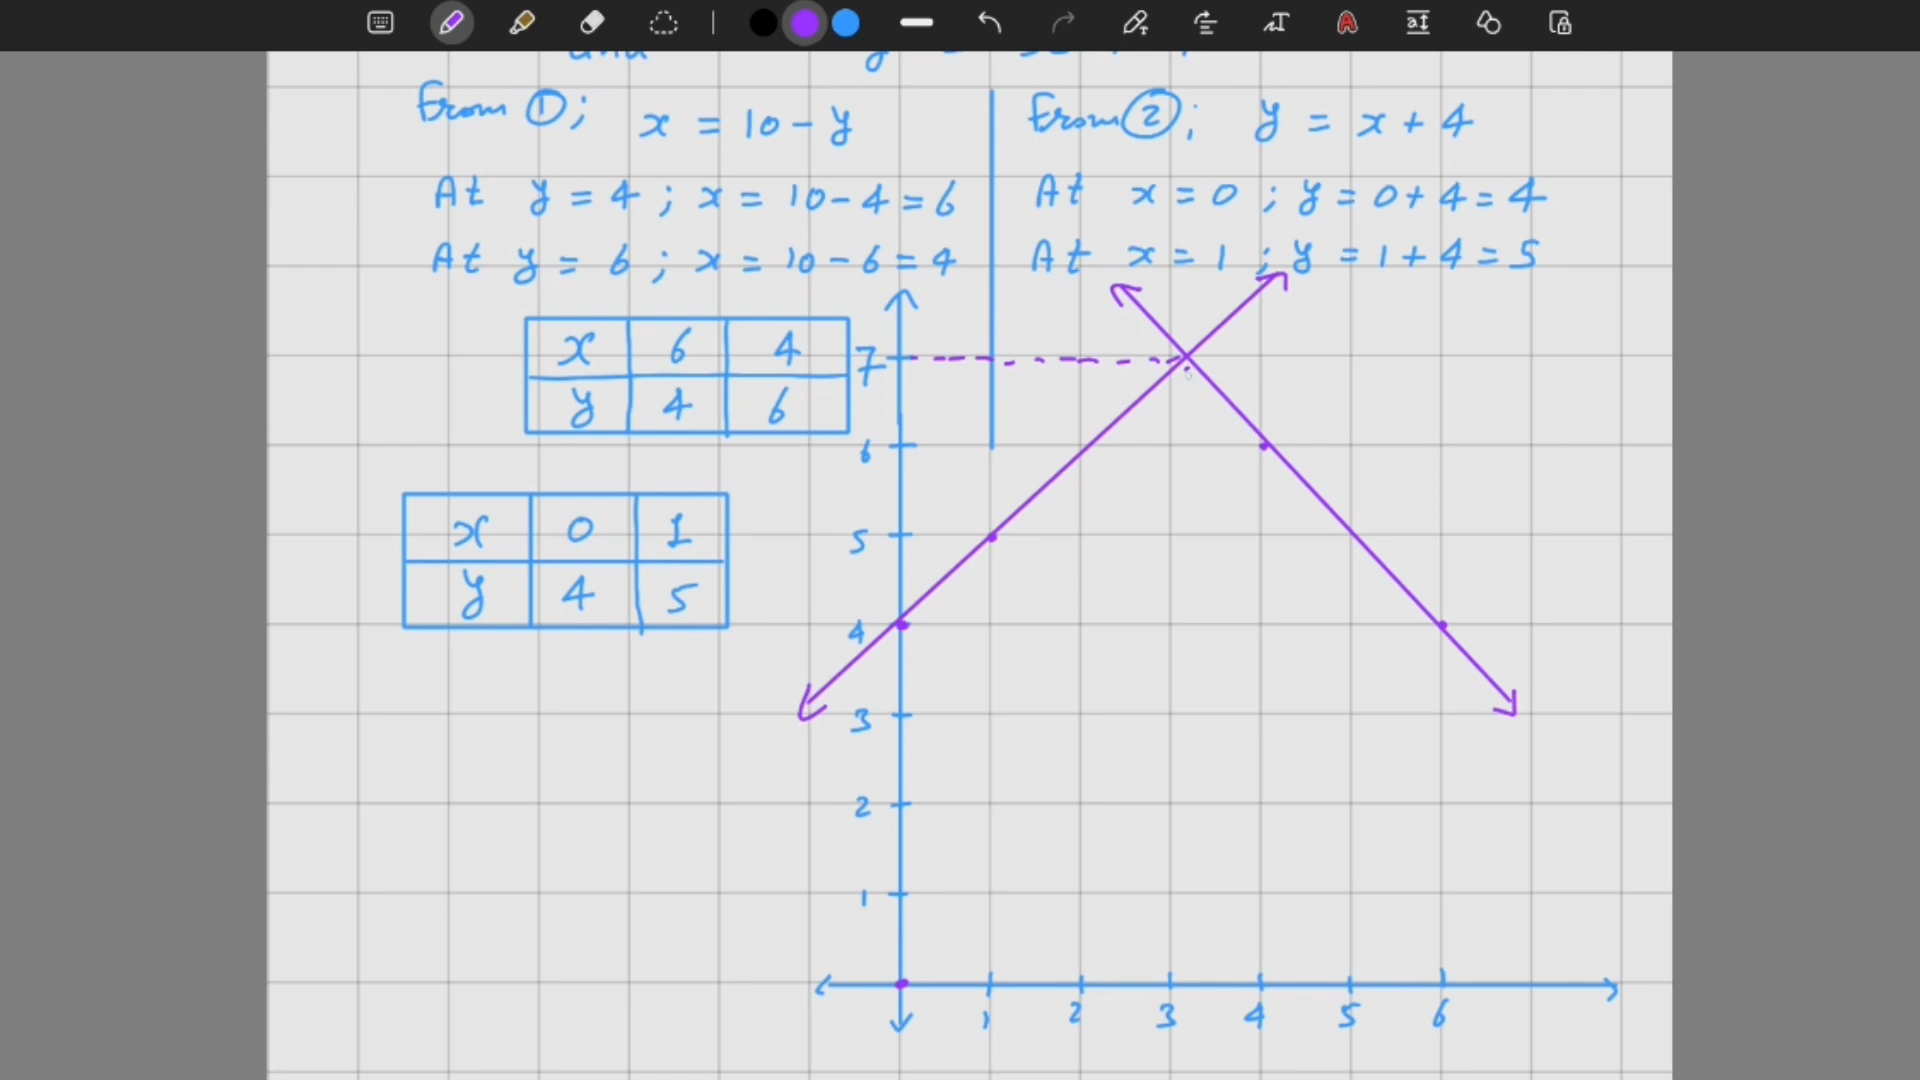 From ①; x = 10 - y
At y = 4 ; x = 10 - 4 = 6
At y = 6 ; x = 10 - 6 = 4
From ②; y = x + 4
At x = 0 ; y = 0 + 4 = 4
At x = 1 ; y = 1 + 4 = 5
x 6 4
y 4 6
x 0 1
y 4 5
7
6
5
4
3
2
1
1 2 3 4 5 6